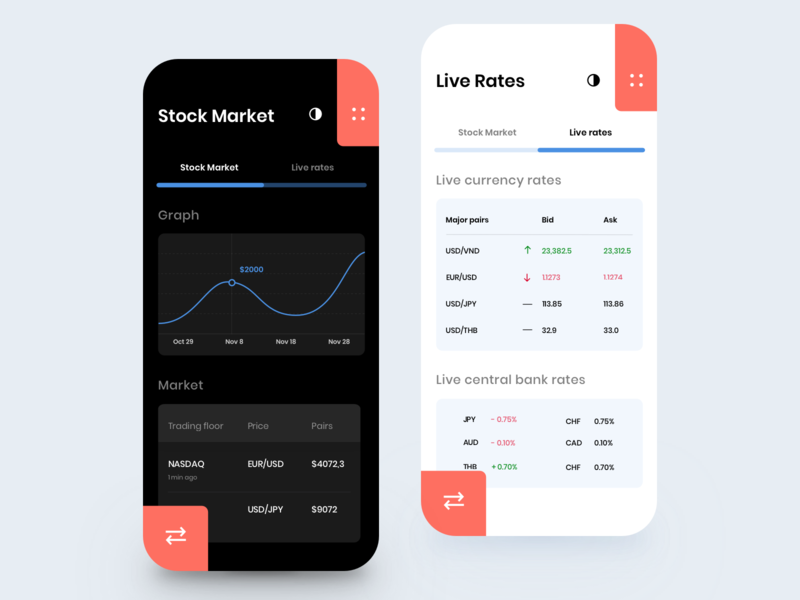 Stock Market
Stock Market Live rates
Graph
$2000
Oct 29 Nov 8 Nov 18 Nov 28
Market
Trading floor Price Pairs
NASDAQ EUR/USD $4072,3
1 min ago
USD/JPY $9072
Live Rates
Stock Market Live rates
Live currency rates
Major pairs Bid Ask
USD/VND ↑ 23,382.5 23,312.5
EUR/USD ↓ 1.1273 1.1274
USD/JPY — 113.85 113.86
USD/THB — 32.9 33.0
Live central bank rates
JPY - 0.75% CHF 0.75%
AUD - 0.10% CAD 0.10%
THB + 0.70% CHF 0.70%